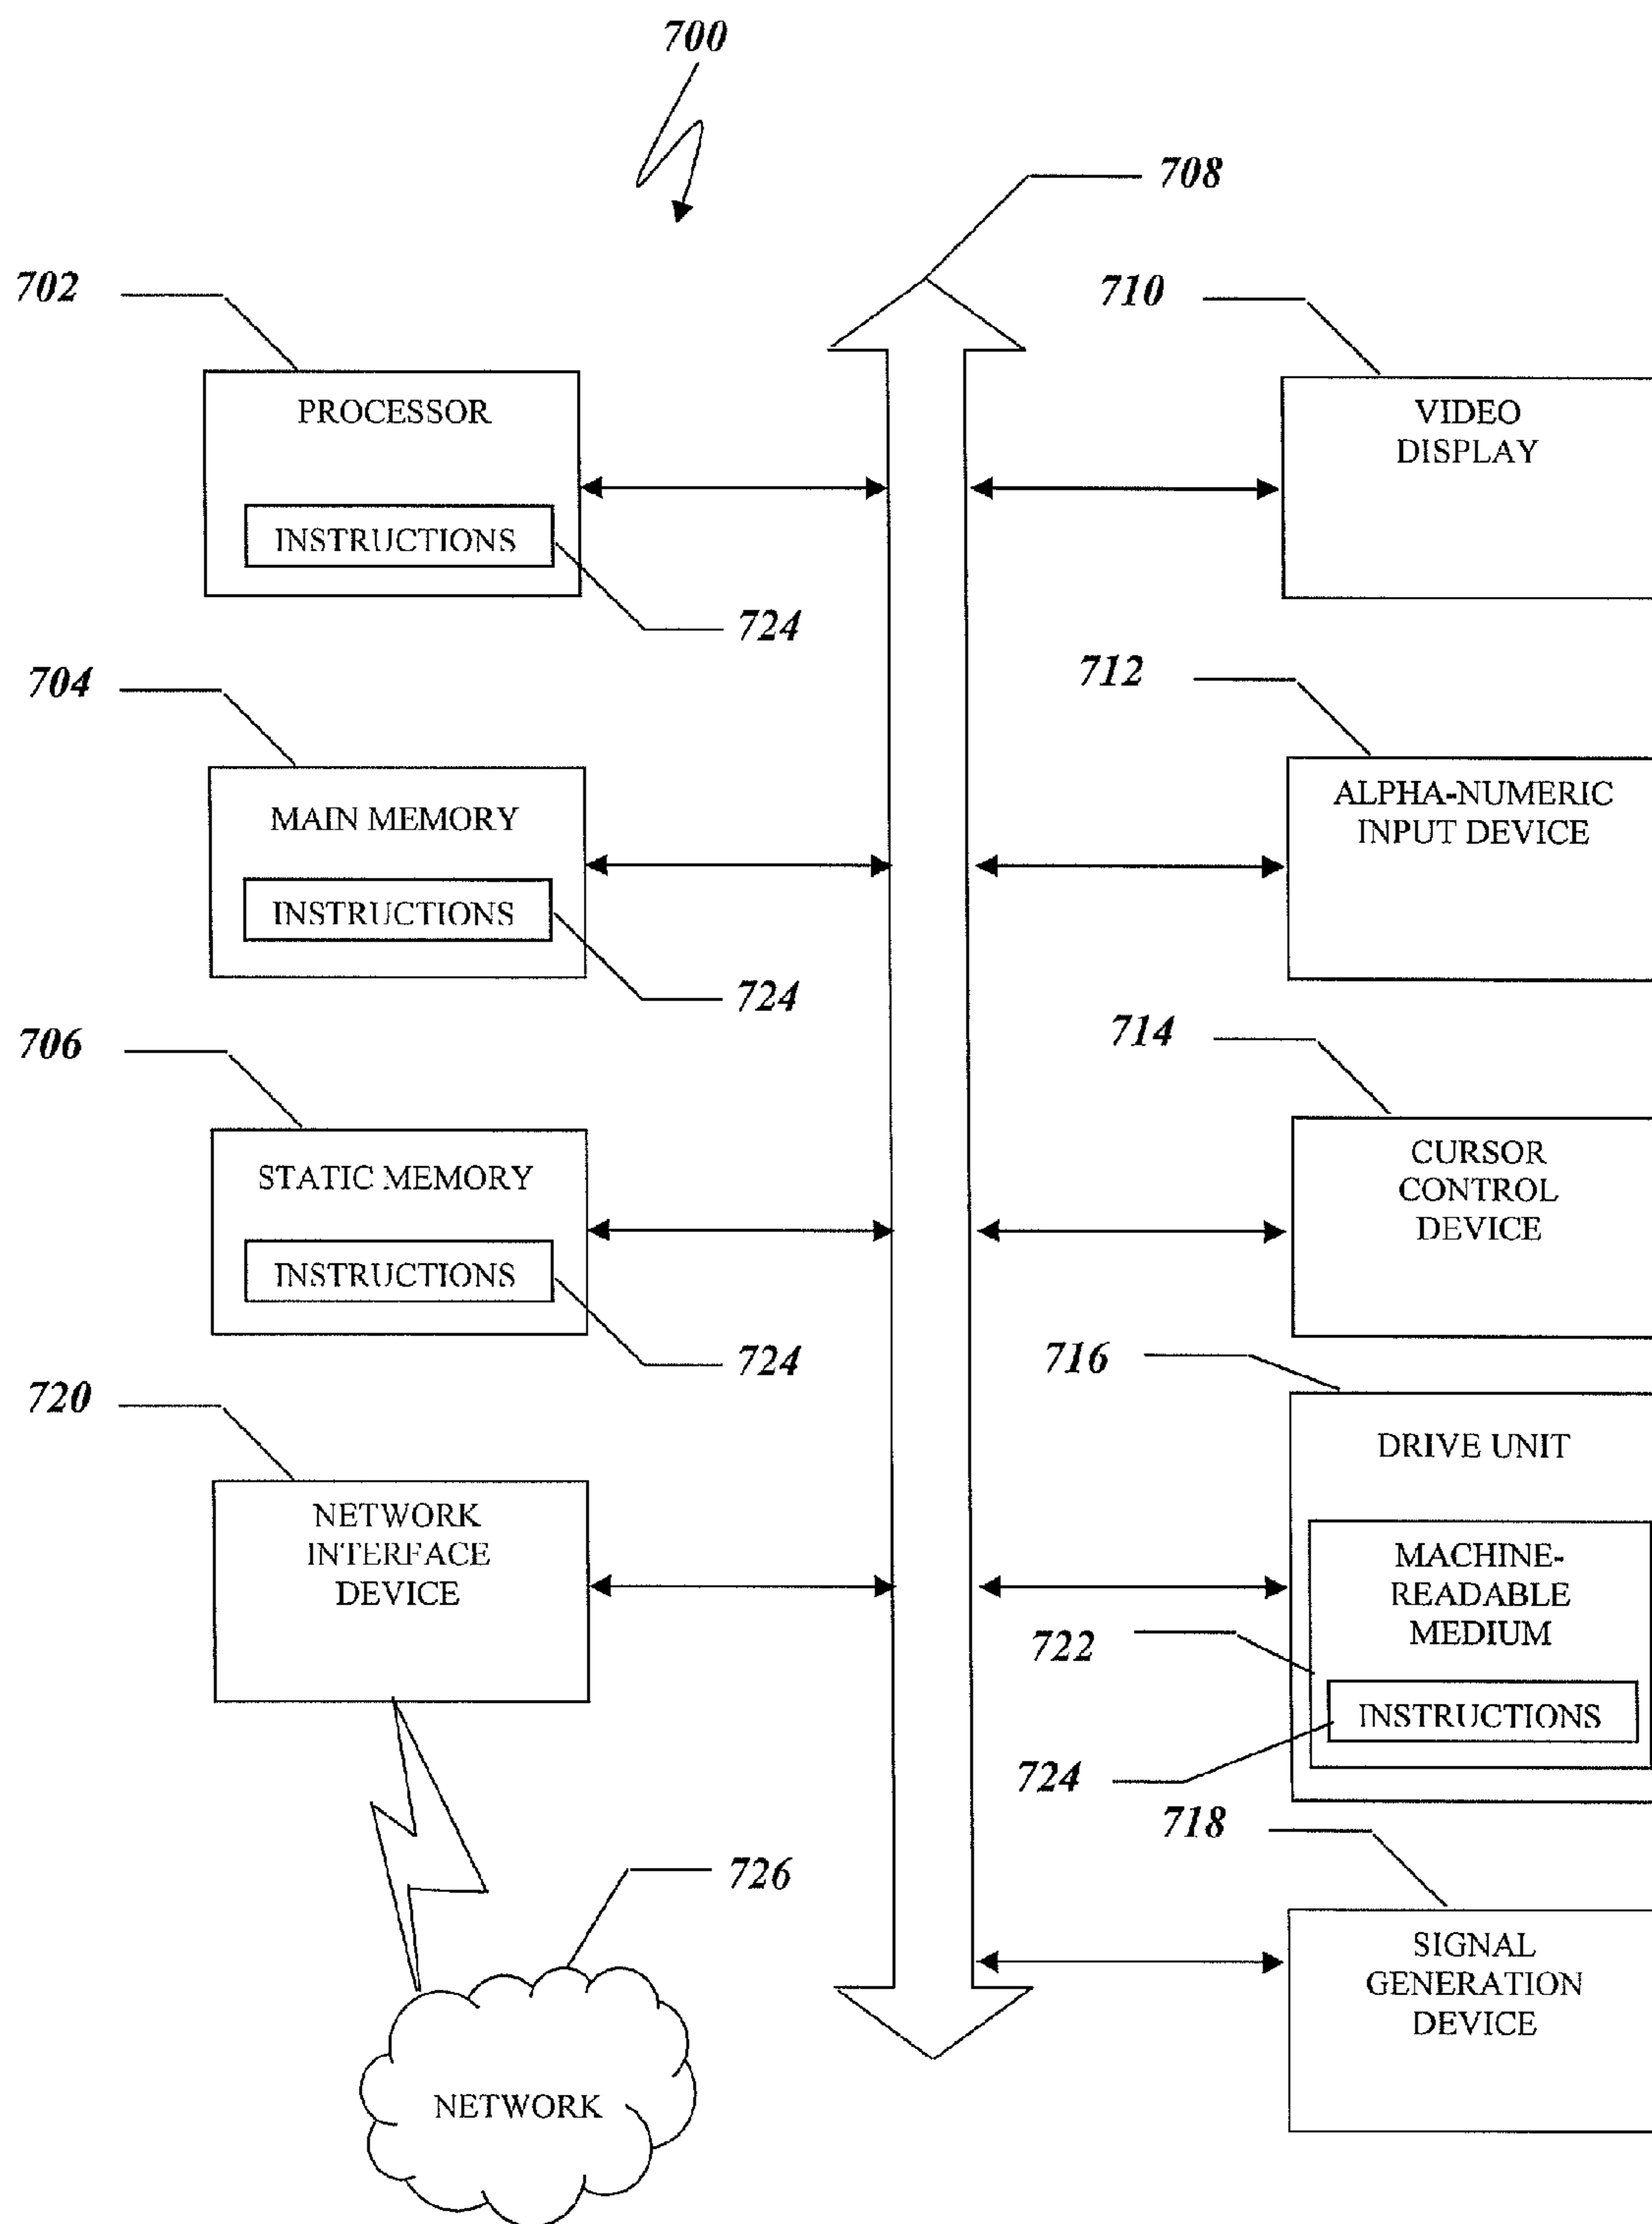 700
708
702
PROCESSOR
INSTRUCTIONS
724
710
VIDEO
DISPLAY
704
MAIN MEMORY
INSTRUCTIONS
724
712
ALPHA-NUMERIC
INPUT DEVICE
706
STATIC MEMORY
INSTRUCTIONS
724
714
CURSOR
CONTROL
DEVICE
720
NETWORK
INTERFACE
DEVICE
716
DRIVE UNIT
MACHINE-
READABLE
MEDIUM
722
INSTRUCTIONS
724
726
NETWORK
718
SIGNAL
GENERATION
DEVICE